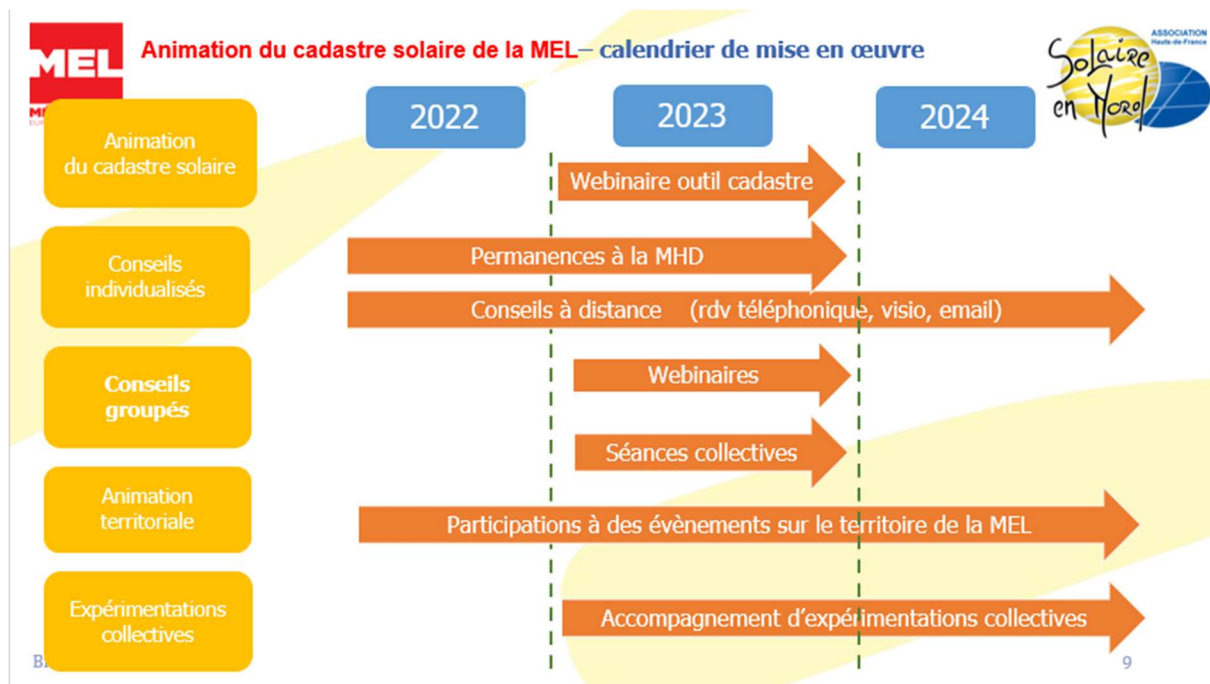 MEL
Animation du cadastre solaire de la MEL– calendrier de mise en œuvre
ASSOCIATION
Hauts-de-France
Solaire
en Nord
2022
2023
2024
Animation
du cadastre solaire
Webinaire outil cadastre
Conseils
individualisés
Permanences à la MHD
Conseils à distance (rdv téléphonique, visio, email)
Conseils
groupés
Webinaires
Séances collectives
Animation
territoriale
Participations à des évènements sur le territoire de la MEL
Expérimentations
collectives
Accompagnement d'expérimentations collectives
9